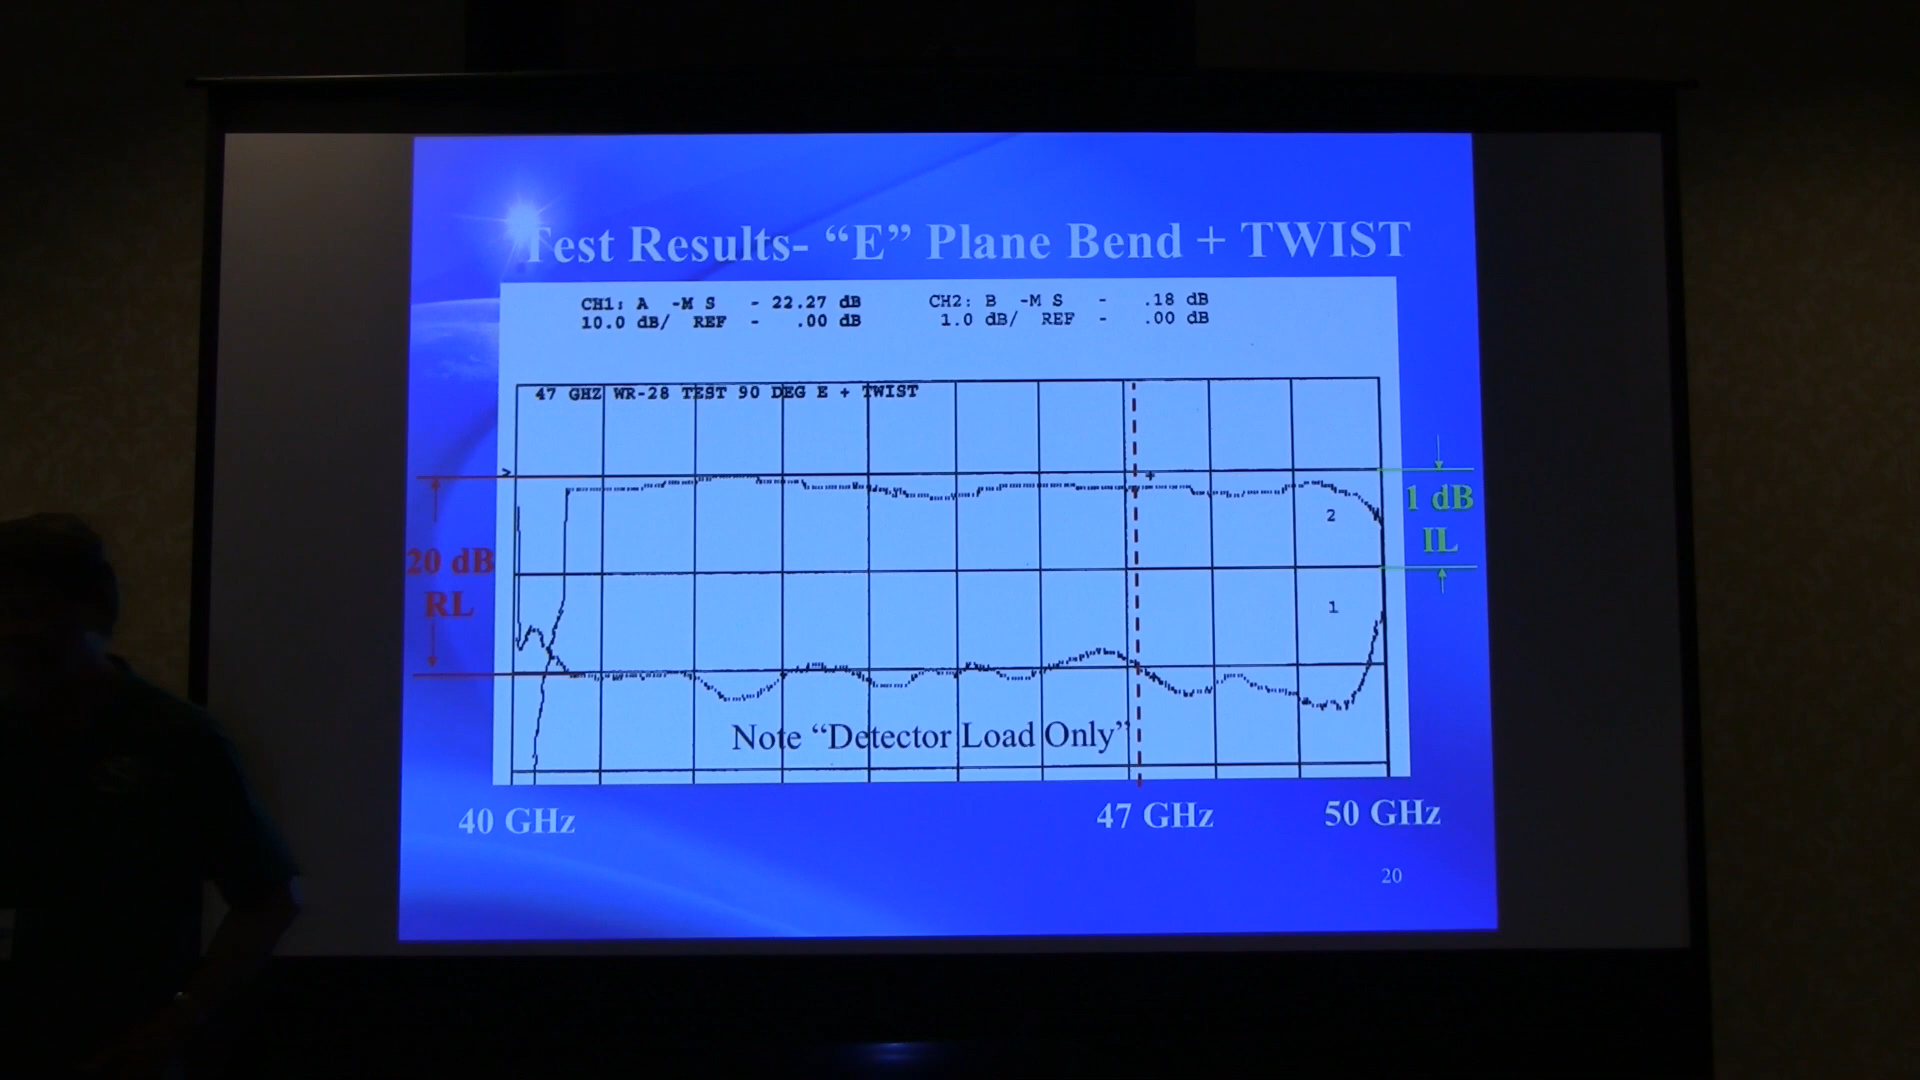 Test Results- “E” Plane Bend + TWIST
CH1: A -M S - 22.27 dB CH2: B -M S - .18 dB
10.0 dB/ REF - .00 dB 1.0 dB/ REF - .00 dB
47 GHZ WR-28 TEST 90 DEG E + TWIST
20 dB
RL
1 dB
IL
2
1
Note “Detector Load Only”
40 GHz 47 GHz 50 GHz
20